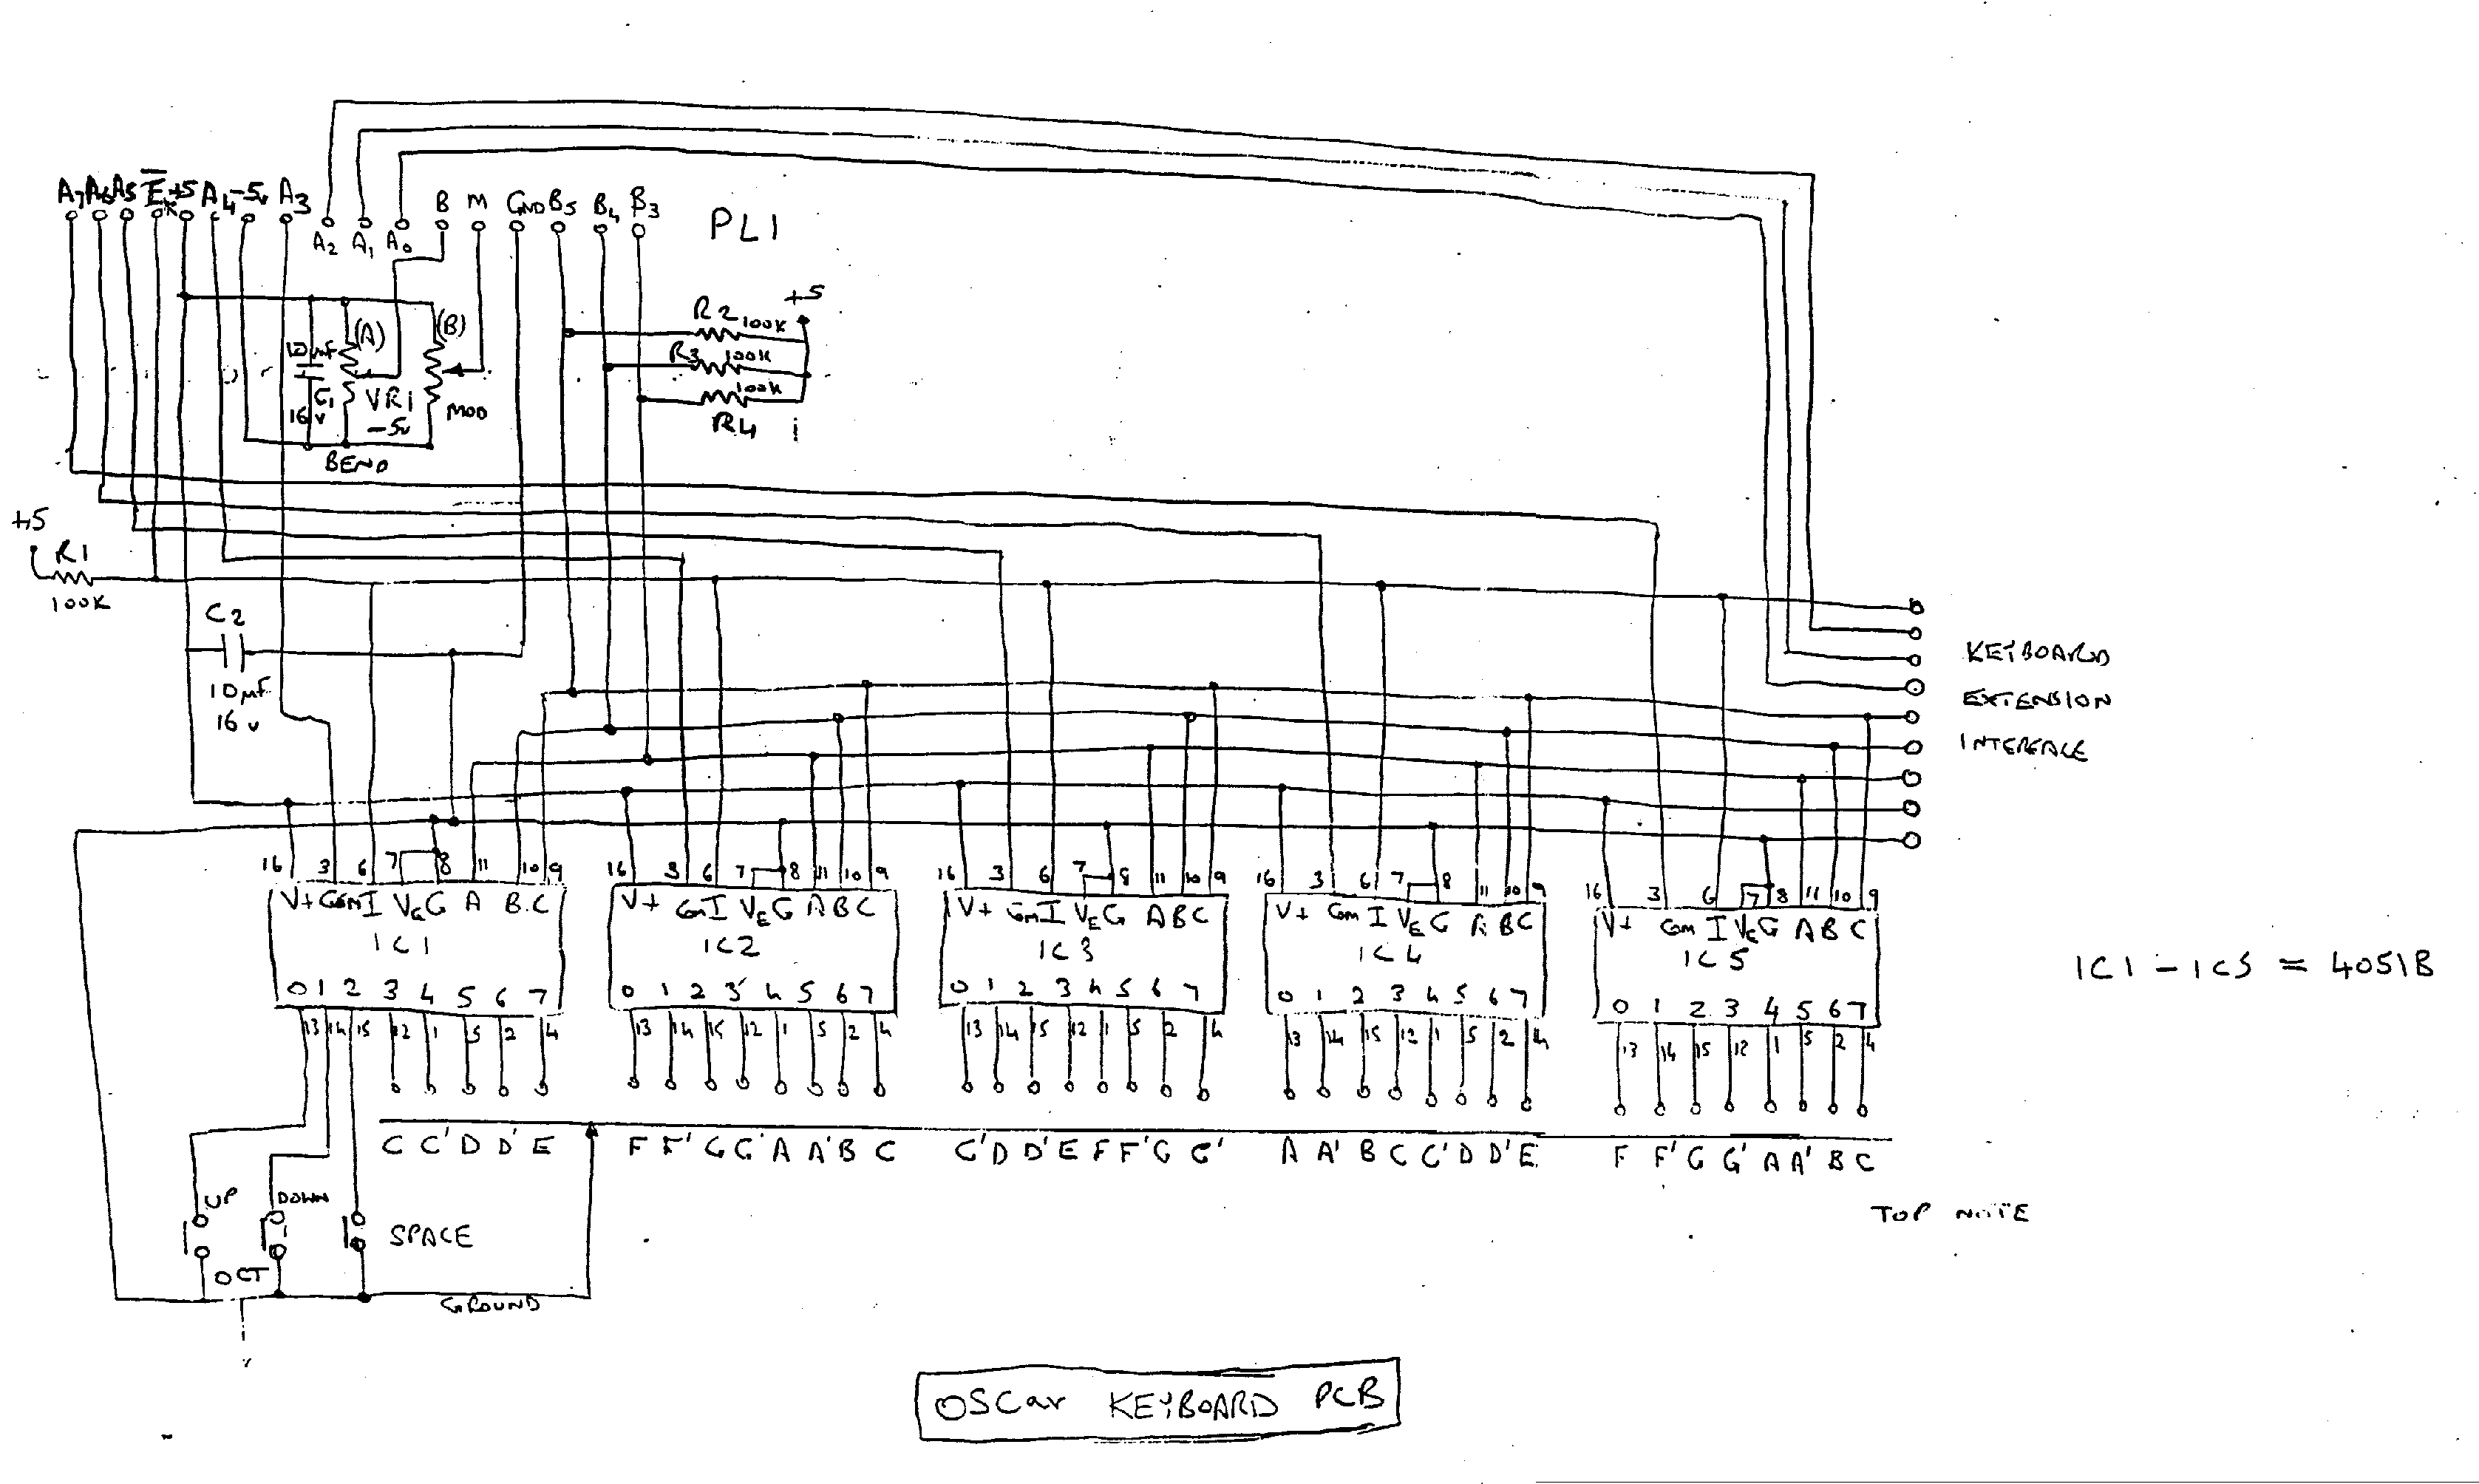 A7 A6 A5 E̅K +5 A4 -5v A3 B M GND B5 B4 B3
A2 A1 A0
PL1
+5
R2 100K
(A) (B)
10µF
R3 100K
C1 VR1
100K
16v
-5v MOD
R4
BEND
+5
R1
100K
C2
10µF
16v
KEYBOARD
EXTENSION
INTERFACE
16 3 6 7 8 11 10 9
V+ Com I VE G A B C
IC1
0 1 2 3 4 5 6 7
13 14 15 12 1 5 2 4
16 3 6 7 8 11 10 9
V+ Com I VE G A B C
IC2
0 1 2 3 4 5 6 7
13 14 15 12 1 5 2 4
16 3 6 7 8 11 10 9
V+ Com I VE G A B C
IC3
0 1 2 3 4 5 6 7
13 14 15 12 1 5 2 4
16 3 6 7 8 11 10 9
V+ Com I VE G A B C
IC4
0 1 2 3 4 5 6 7
13 14 15 12 1 5 2 4
16 3 6 7 8 11 10 9
V+ Com I VE G A B C
IC5
0 1 2 3 4 5 6 7
13 14 15 12 1 5 2 4
IC1 - IC5 = 4051B
C C' D D' E F F' G G' A A' B C C' D D' E F F' G G' A A' B C C' D D' E F F' G G' A A' B C
TOP NOTE
UP DOWN
SPACE
OCT
GROUND
OSCar KEYBOARD PCB